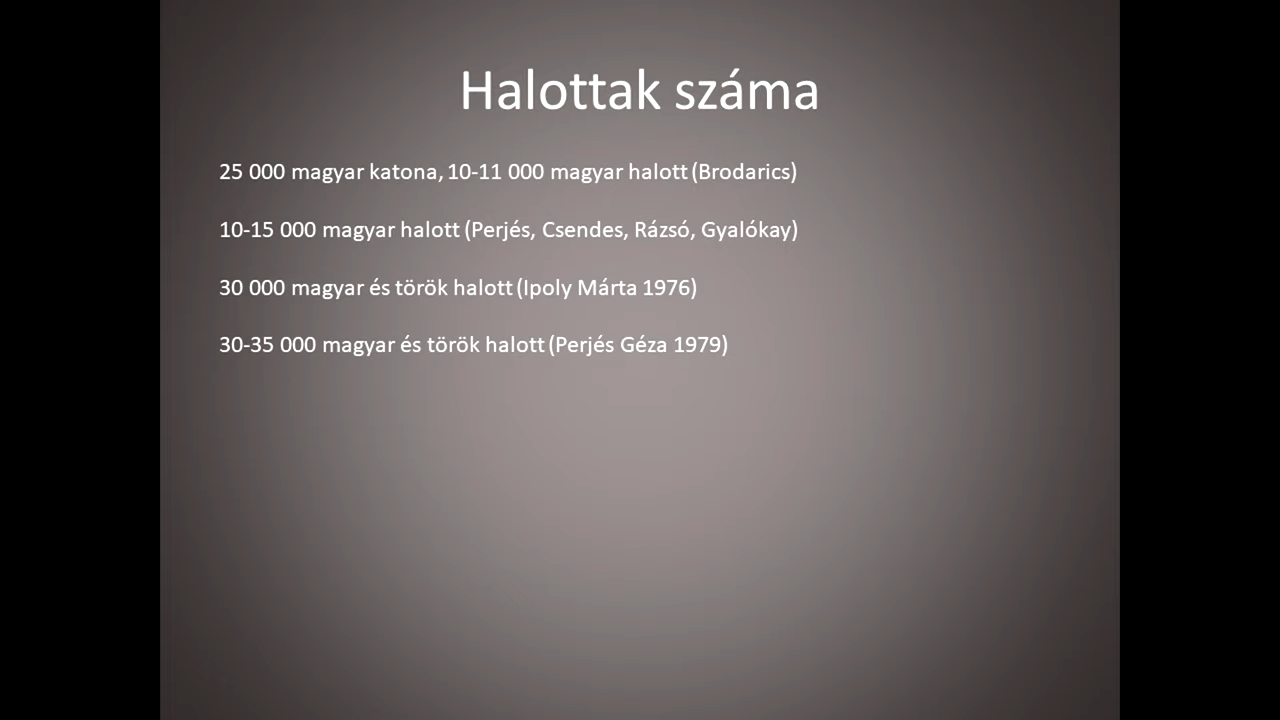 Halottak száma
25 000 magyar katona, 10-11 000 magyar halott (Brodarics)
10-15 000 magyar halott (Perjés, Csendes, Rázsó, Gyalókay)
30 000 magyar és török halott (Ipoly Márta 1976)
30-35 000 magyar és török halott (Perjés Géza 1979)